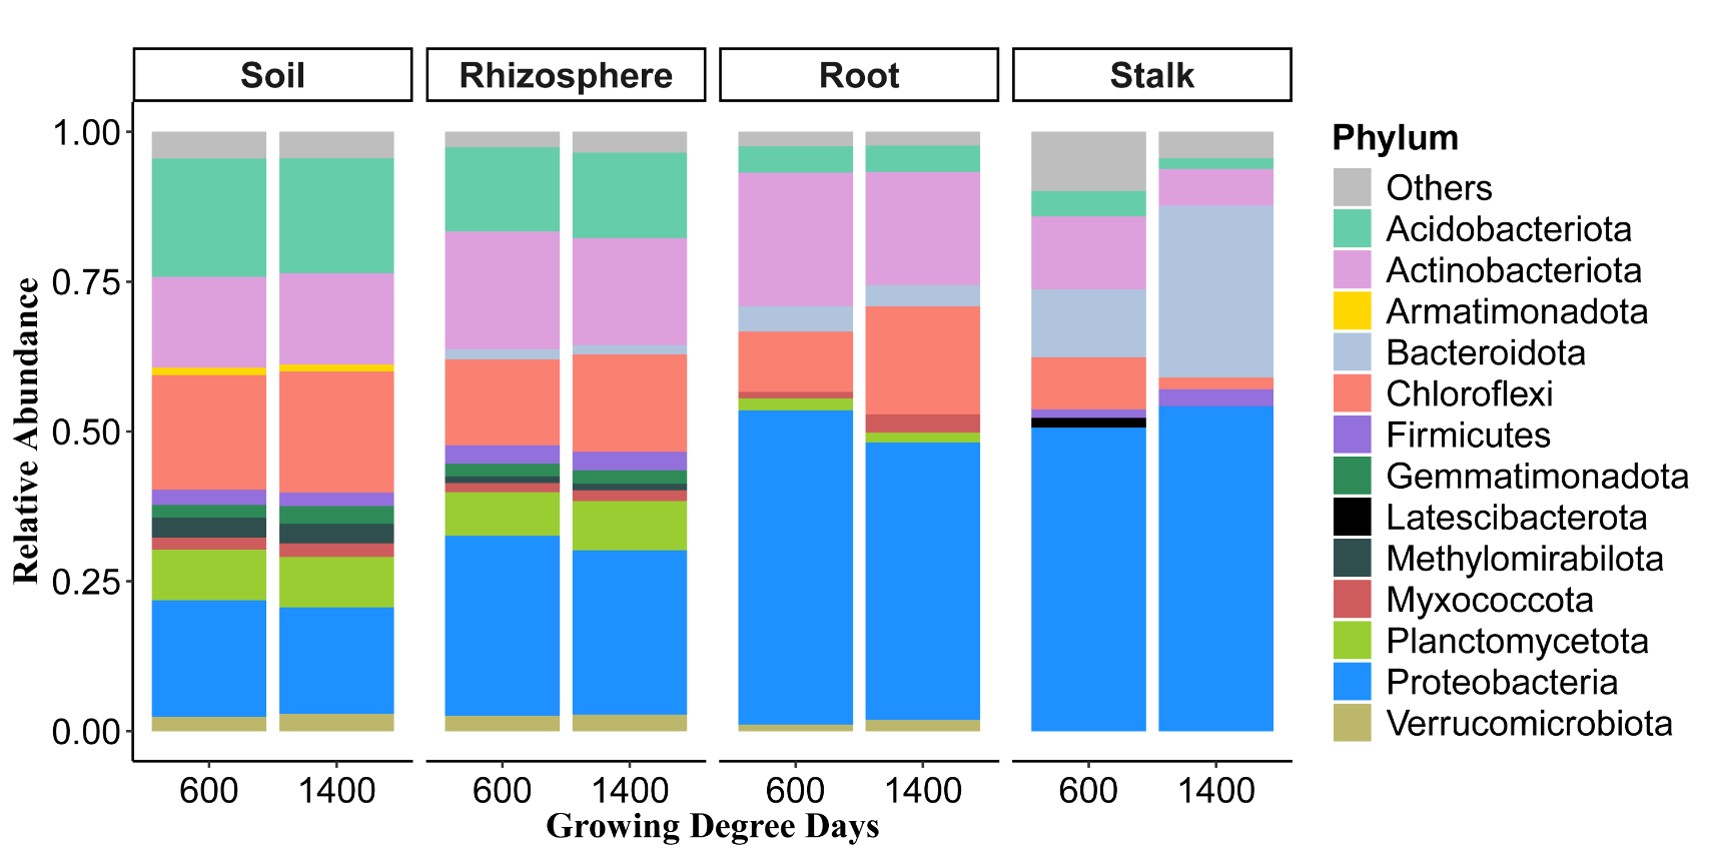 Soil
Rhizosphere
Root
Stalk
Relative Abundance
1.00
0.75
0.50
0.25
0.00
600
1400
600
1400
600
1400
600
1400
Growing Degree Days
Phylum
Others
Acidobacteriota
Actinobacteriota
Armatimonadota
Bacteroidota
Chloroflexi
Firmicutes
Gemmatimonadota
Latescibacterota
Methylomirabilota
Myxococcota
Planctomycetota
Proteobacteria
Verrucomicrobiota